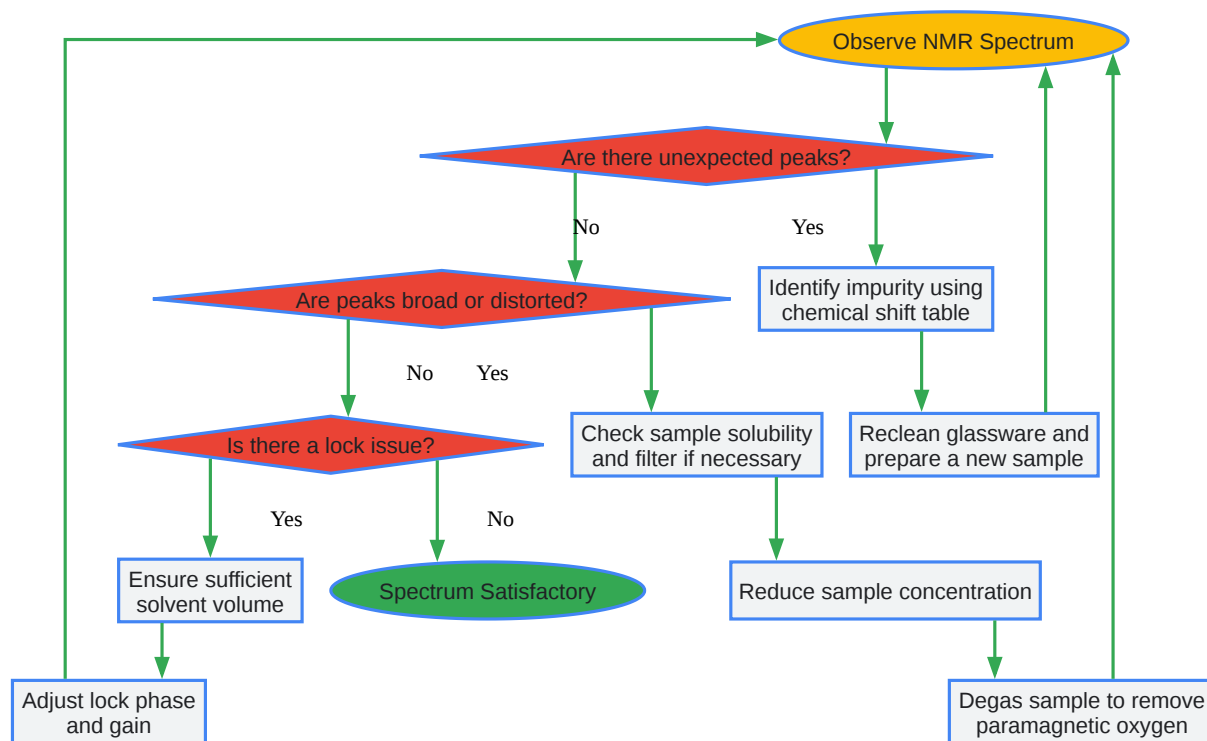 Observe NMR Spectrum
Are there unexpected peaks?
No
Yes
Are peaks broad or distorted?
Identify impurity using
chemical shift table
No
Yes
Is there a lock issue?
Check sample solubility
and filter if necessary
Reclean glassware and
prepare a new sample
Yes
No
Ensure sufficient
solvent volume
Spectrum Satisfactory
Reduce sample concentration
Adjust lock phase
and gain
Degas sample to remove
paramagnetic oxygen